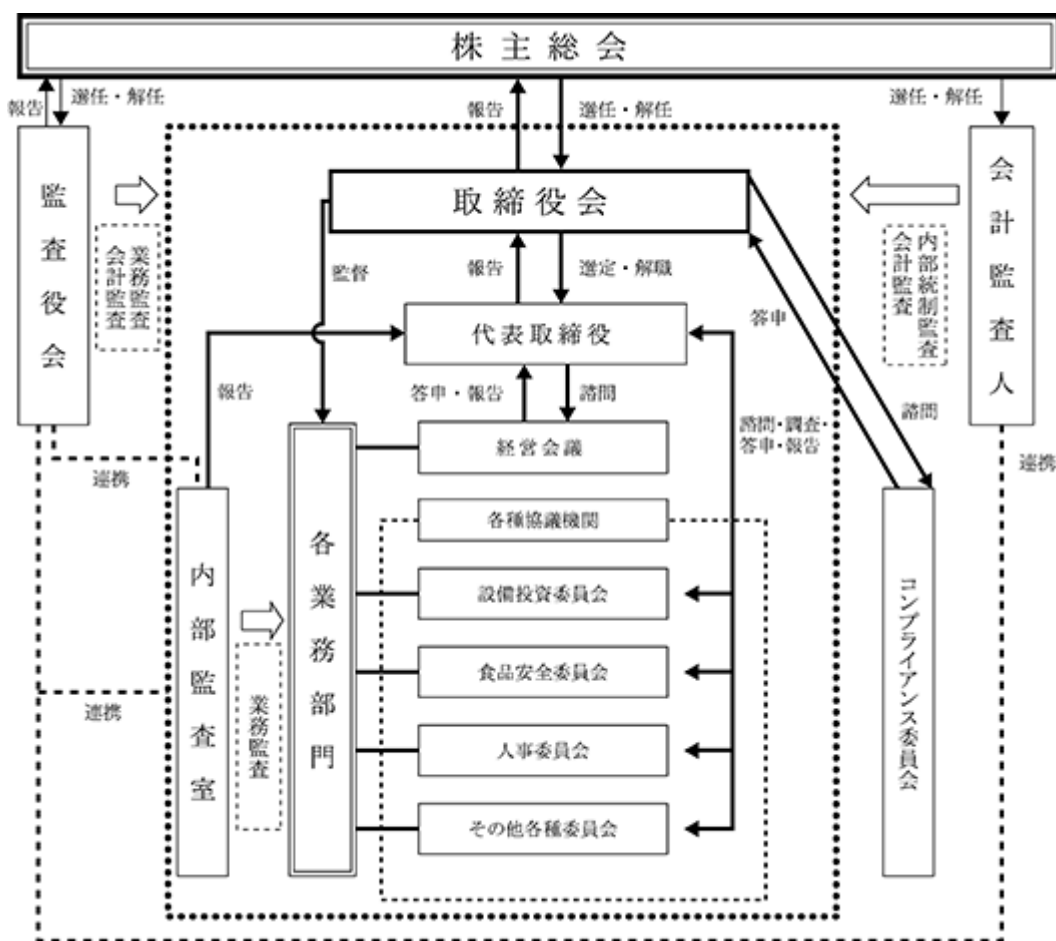 株主総会
報告
選任・解任
報告
選任・解任
選任・解任
監査役会
業務監査
会計監査
取締役会
会計監査人
内部統制監査
会計監査
監督
報告
選定・解職
答申
代表取締役
報告
答申・報告
諮問
諮問・調査・
答申・報告
諮問
経営会議
連携
連携
各種協議機関
内部監査室
各業務部門
設備投資委員会
コンプライアンス委員会
食品安全委員会
連携
業務監査
人事委員会
その他各種委員会